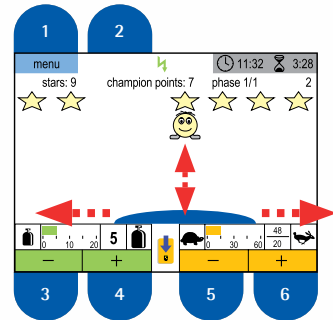 1 2
menu 11:32 3:28
stars: 9 champion points: 7 phase 1/1 2
0 10 20 5 0 30 60 48 20
− + − +
3 4 5 6